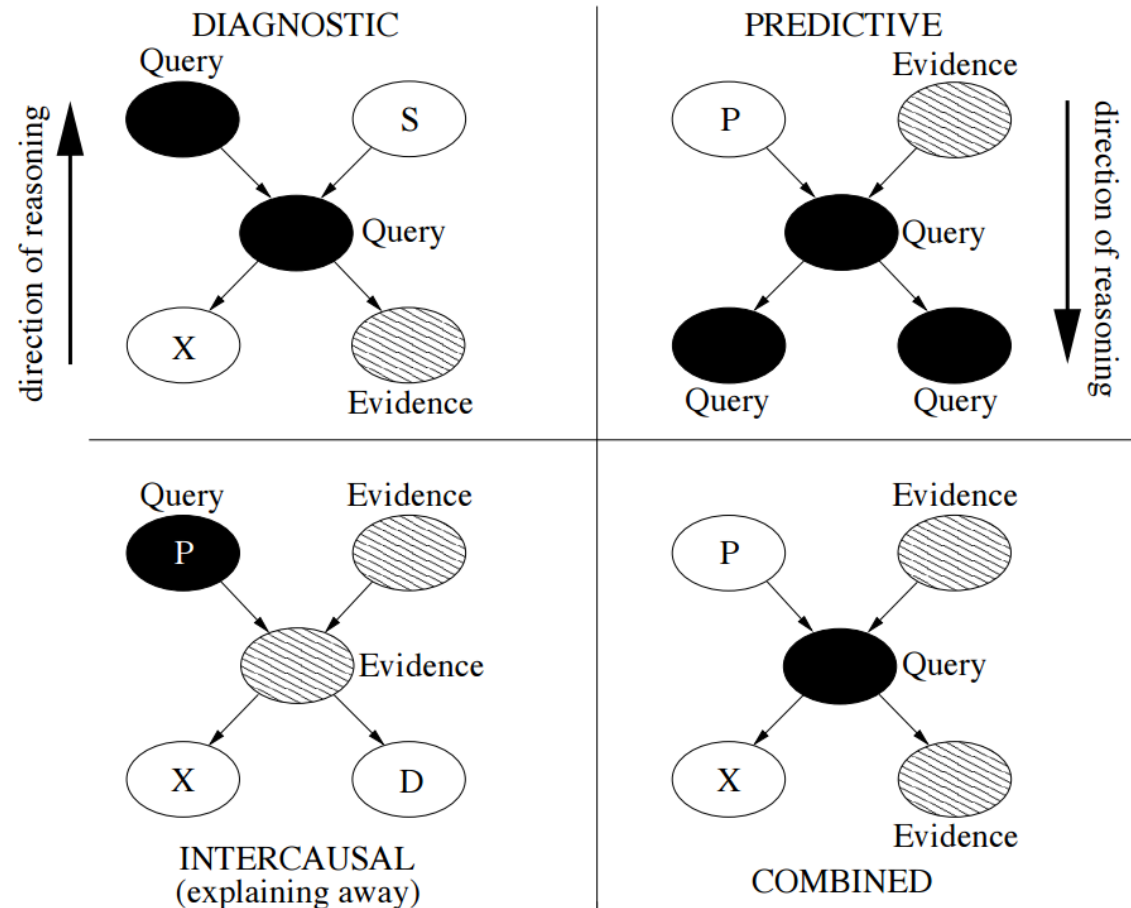 DIAGNOSTIC
Query
S
direction of reasoning
Query
X
Evidence
PREDICTIVE
Evidence
P
direction of reasoning
Query
Query
Query
Query
Evidence
P
Evidence
X
D
INTERCAUSAL
(explaining away)
Evidence
P
Query
X
Evidence
COMBINED